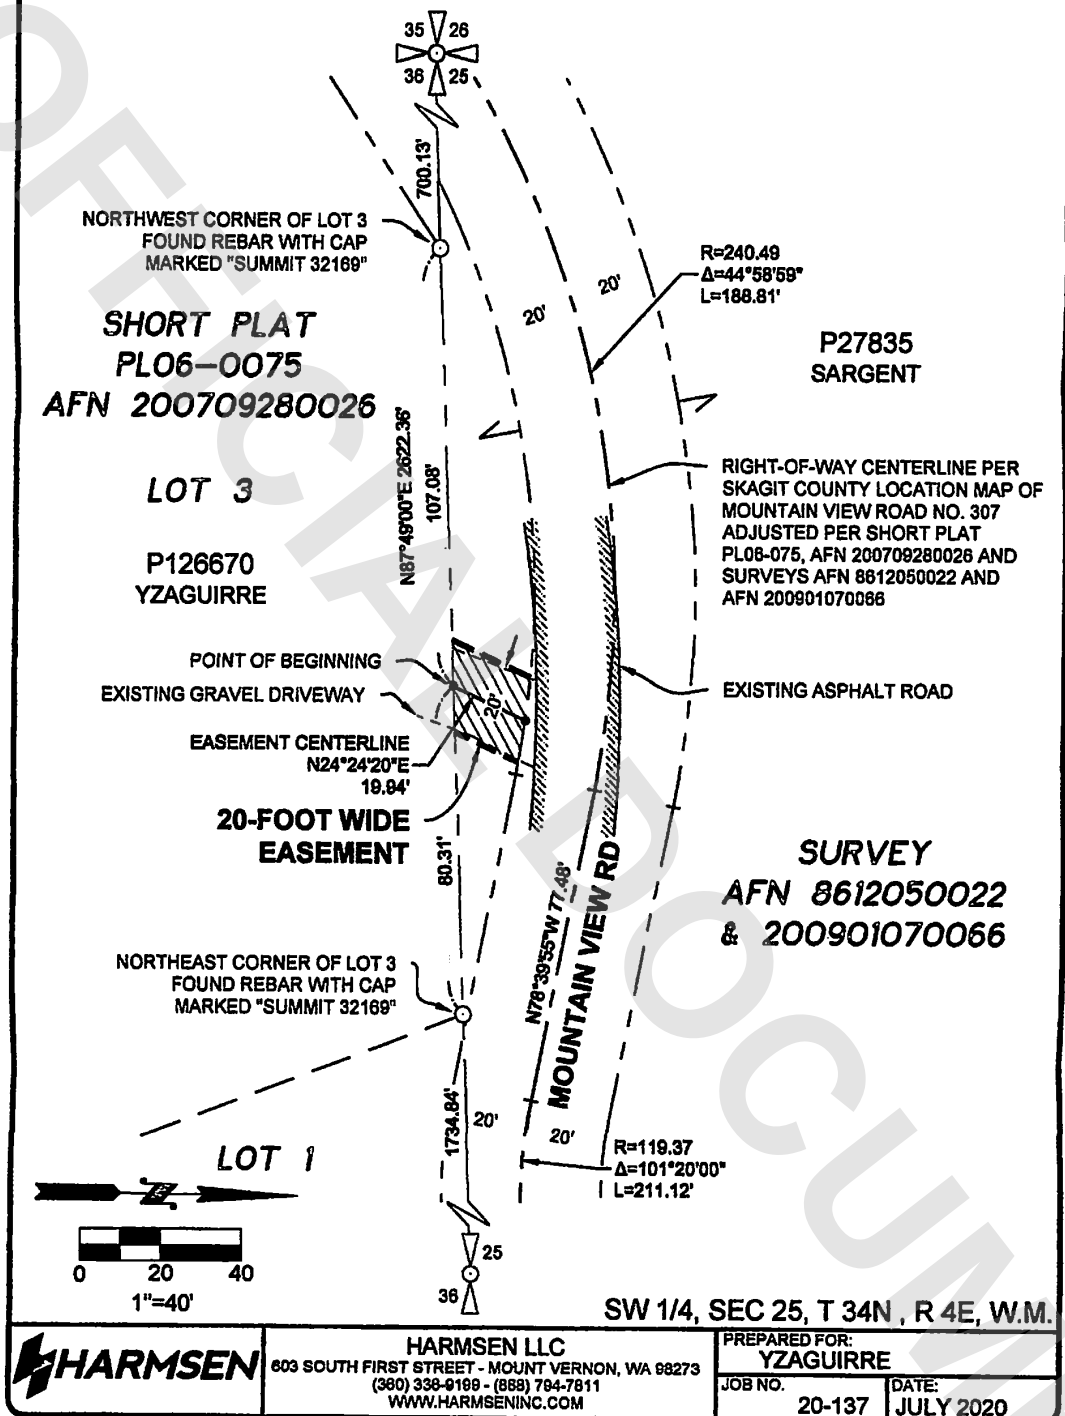 35 26
36 25
700.13'
NORTHWEST CORNER OF LOT 3
FOUND REBAR WITH CAP
MARKED "SUMMIT 32169"
R=240.49
Δ=44°58'59"
L=188.81'
20'
20'
SHORT PLAT
PL06-0075
AFN 200709280026
P27835
SARGENT
N87°49'00"E 2622.36'
107.08'
LOT 3
P126670
YZAGUIRRE
RIGHT-OF-WAY CENTERLINE PER
SKAGIT COUNTY LOCATION MAP OF
MOUNTAIN VIEW ROAD NO. 307
ADJUSTED PER SHORT PLAT
PL06-075, AFN 200709280026 AND
SURVEYS AFN 8612050022 AND
AFN 200901070066
POINT OF BEGINNING
EXISTING GRAVEL DRIVEWAY
20'
EXISTING ASPHALT ROAD
EASEMENT CENTERLINE
N24°24'20"E
19.94'
20-FOOT WIDE
EASEMENT
80.31'
N78°39'55"W 77.48'
MOUNTAIN VIEW RD
SURVEY
AFN 8612050022
& 200901070066
NORTHEAST CORNER OF LOT 3
FOUND REBAR WITH CAP
MARKED "SUMMIT 32169"
1734.84'
20'
20'
R=119.37
Δ=101°20'00"
L=211.12'
LOT 1
0 20 40
1"=40'
25
36
SW 1/4, SEC 25, T 34N , R 4E, W.M.
HARMSEN
HARMSEN LLC
603 SOUTH FIRST STREET - MOUNT VERNON, WA 98273
(360) 336-9199 - (888) 794-7811
WWW.HARMSENINC.COM
PREPARED FOR:
YZAGUIRRE
JOB NO.
20-137
DATE:
JULY 2020
OFFICIAL DOCUM